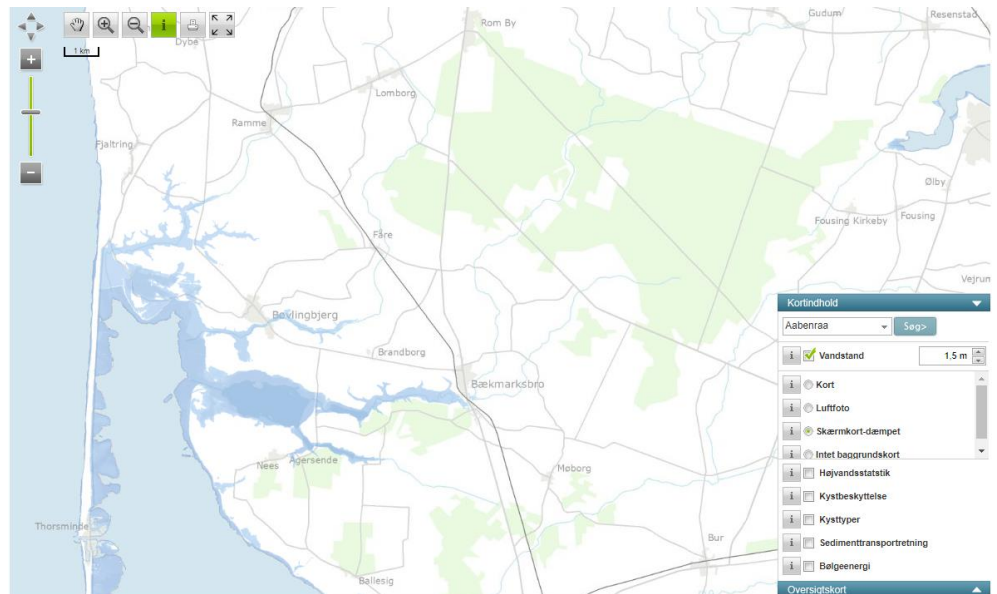 Rom By
Gudum
Resenstad
i
1 km
Dybe
Lomborg
Ramme
Fjaltring
Ølby
Fousing Kirkeby
Fousing
Fåre
Vejrum
Kortindhold
Bøvlingbjerg
Aabenraa
Søg>
Brandborg
i Vandstand 1,5 m
Bækmarksbro
i Kort
i Luftfoto
i Skærmkort-dæmpet
i Intet baggrundskort
Nees
Agersende
Møborg
i Højvandsstatstik
i Kystbeskyttelse
i Kysttyper
Thorsminde
Bur
i Sedimenttransportretning
i Bølgeenergi
Ballesig
Oversigtskort